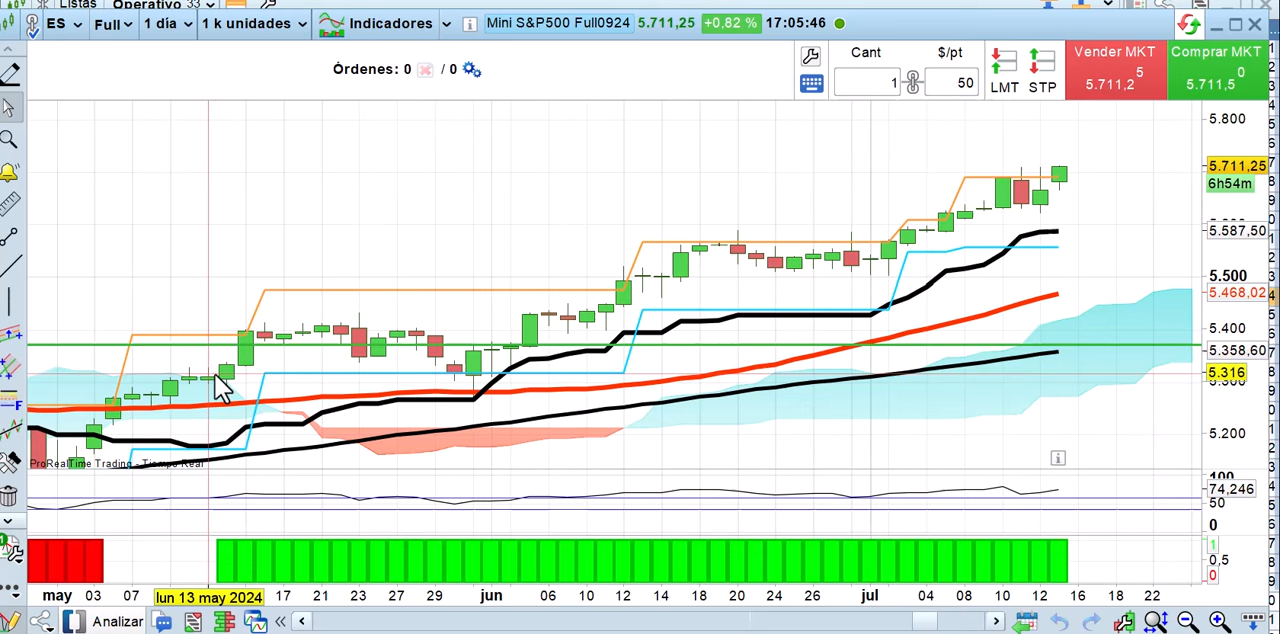 Listas Operativo 33
ES Full 1 día 1 k unidades Indicadores Mini S&P500 Full0924 5.711,25 +0,82 % 17:05:46
Órdenes: 0 / 0
Cant $/pt
1 50
LMT STP
Vender MKT Comprar MKT
5.711,2 5 5.711,5 0
5.800
5.711,25
6h54m
5.587,50
5.500
5.468,02
5.400
5.358,60
5.316
5.200
ProRealTime Trading - Tiempo Real
100
74,246
50
0
1
0,5
0
may 03 07 lun 13 may 2024 17 21 23 27 29 jun 06 10 12 14 18 20 24 26 jul 04 08 10 12 16 18 22
Analizar